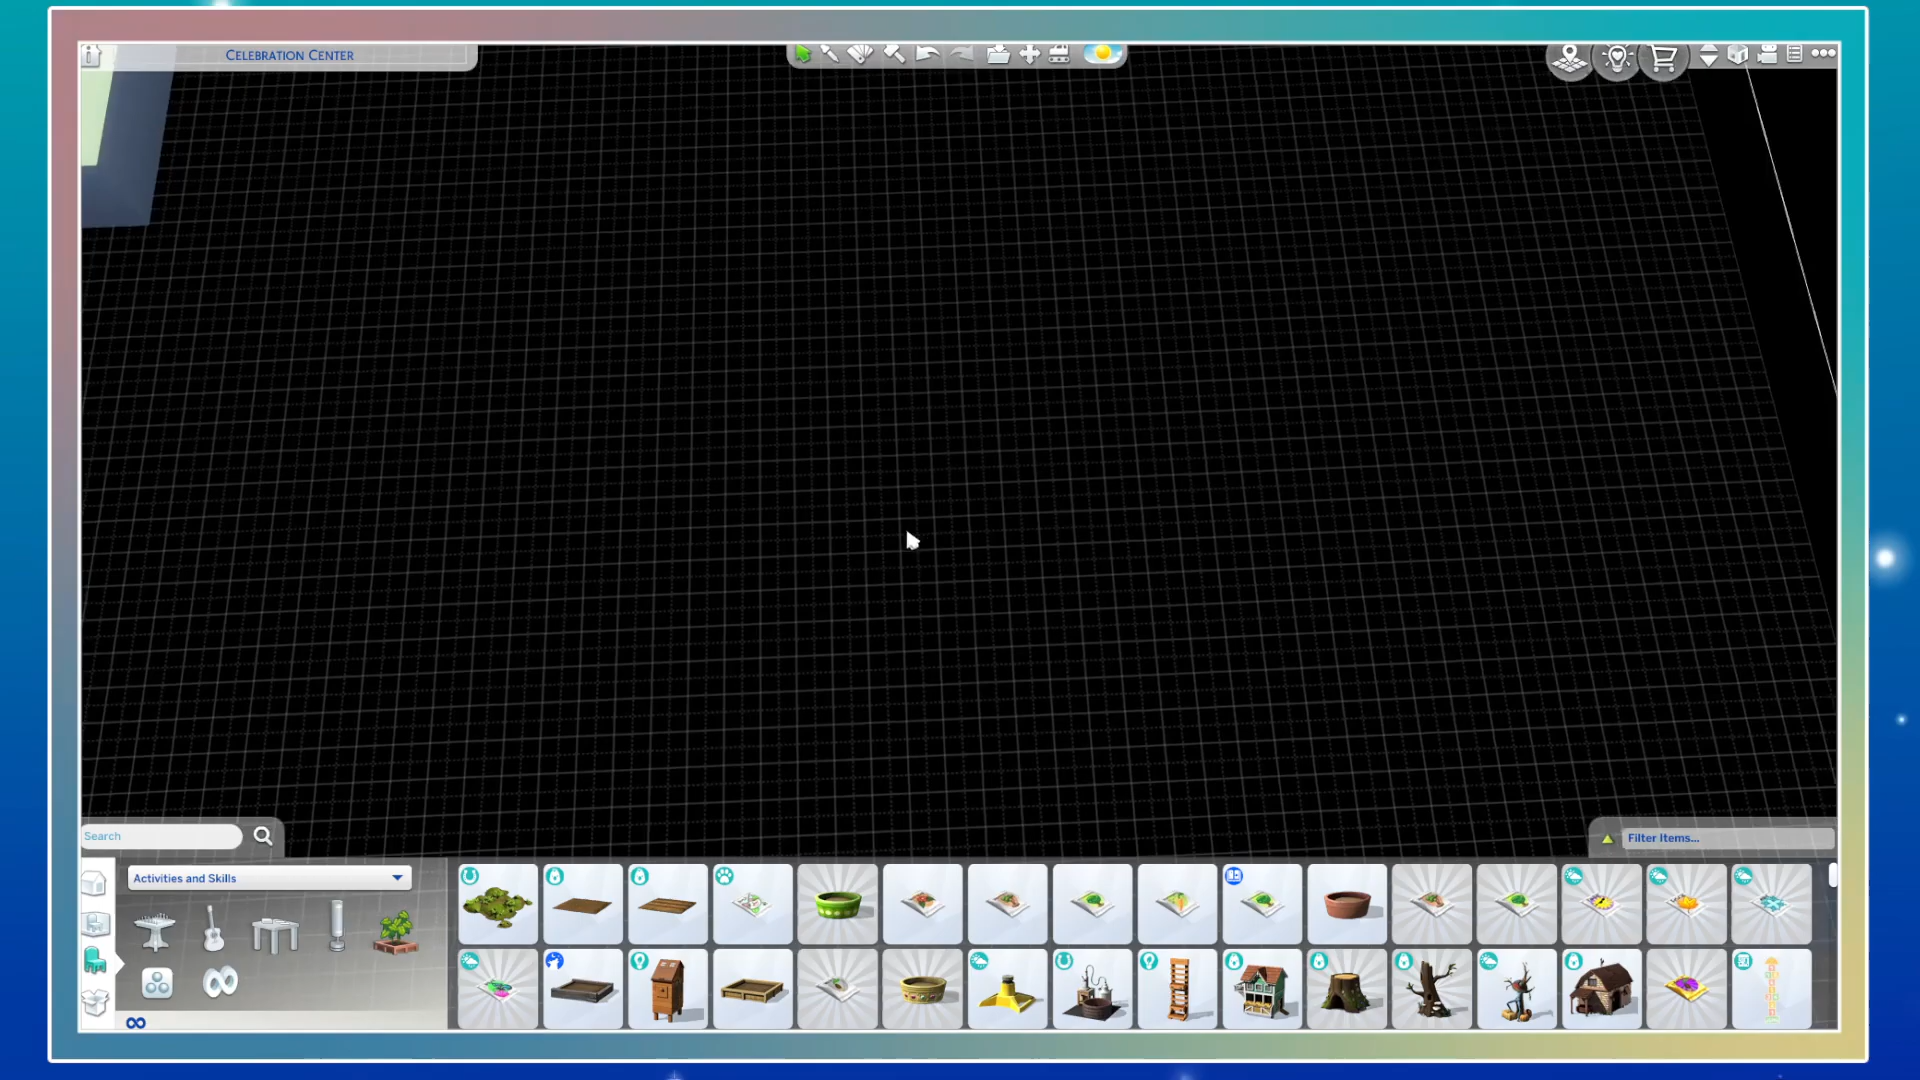 CELEBRATION CENTER
Search
Filter Items...
Activities and Skills